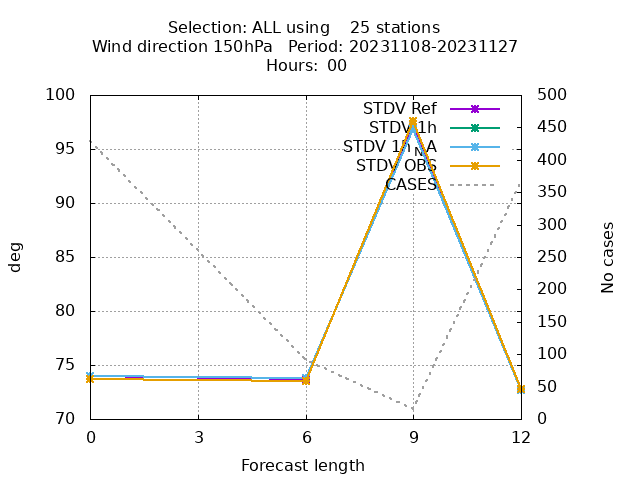 Selection: ALL using 25 stations
Wind direction 150hPa Period: 20231108-20231127
Hours: 00
STDV Ref
STDV 1h
STDV 1h_NA
STDV OBS
CASES
100
95
90
85
80
75
70
500
450
400
350
300
250
200
150
100
50
0
deg
No cases
0 3 6 9 12
Forecast length